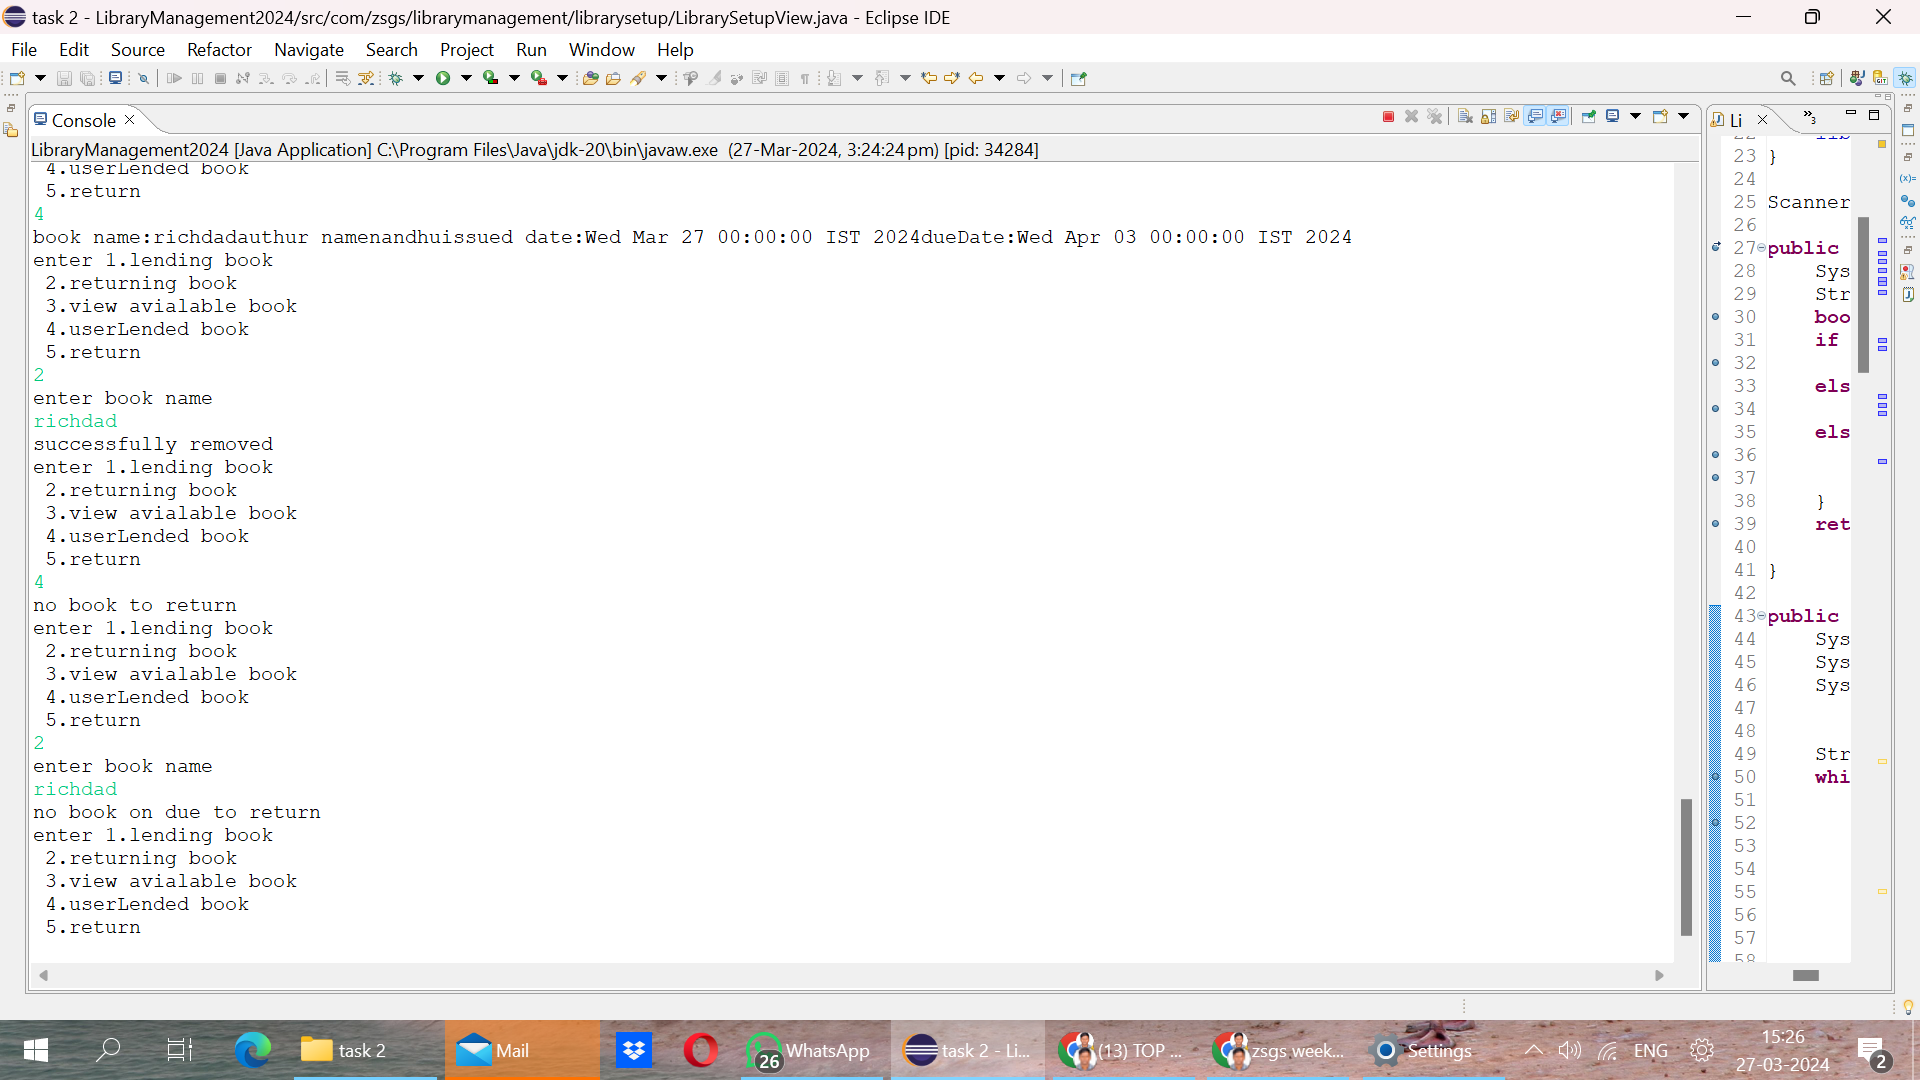 task 2 - LibraryManagement2024/src/com/zsgs/librarymanagement/librarysetup/LibrarySetupView.java - Eclipse IDE
File Edit Source Refactor Navigate Search Project Run Window Help
Console
LibraryManagement2024 [Java Application] C:\Program Files\Java\jdk-20\bin\javaw.exe (27-Mar-2024, 3:24:24 pm) [pid: 34284]
4.userLended book
5.return
4
book name:richdadauthur namenandhuissued date:Wed Mar 27 00:00:00 IST 2024dueDate:Wed Apr 03 00:00:00 IST 2024
enter 1.lending book
2.returning book
3.view avialable book
4.userLended book
5.return
2
enter book name
richdad
successfully removed
enter 1.lending book
2.returning book
3.view avialable book
4.userLended book
5.return
4
no book to return
enter 1.lending book
2.returning book
3.view avialable book
4.userLended book
5.return
2
enter book name
richdad
no book on due to return
enter 1.lending book
2.returning book
3.view avialable book
4.userLended book
5.return
Li
»3
23 }
24
25 Scanner
26
27 public
28 Sys
29 Str
30 boo
31 if
32
33 els
34
35 els
36
37
38 }
39 ret
40
41 }
42
43 public
44 Sys
45 Sys
46 Sys
47
48
49 Str
50 whi
51
52
53
54
55
56
57
58
task 2
Mail
26 WhatsApp
task 2 - Li...
(13) TOP ...
zsgs week...
Settings
ENG
15:26
27-03-2024
2